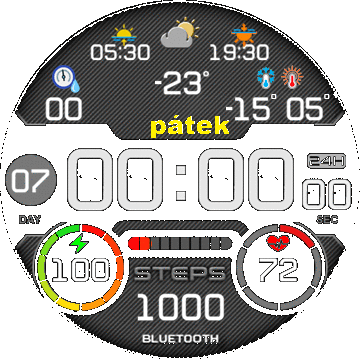 05:30 19:30
-23°
00 -15° 05°
pátek
07 00:00 24H 00
DAY SEC
100 STEPS 72
1000
BLUETOOTH